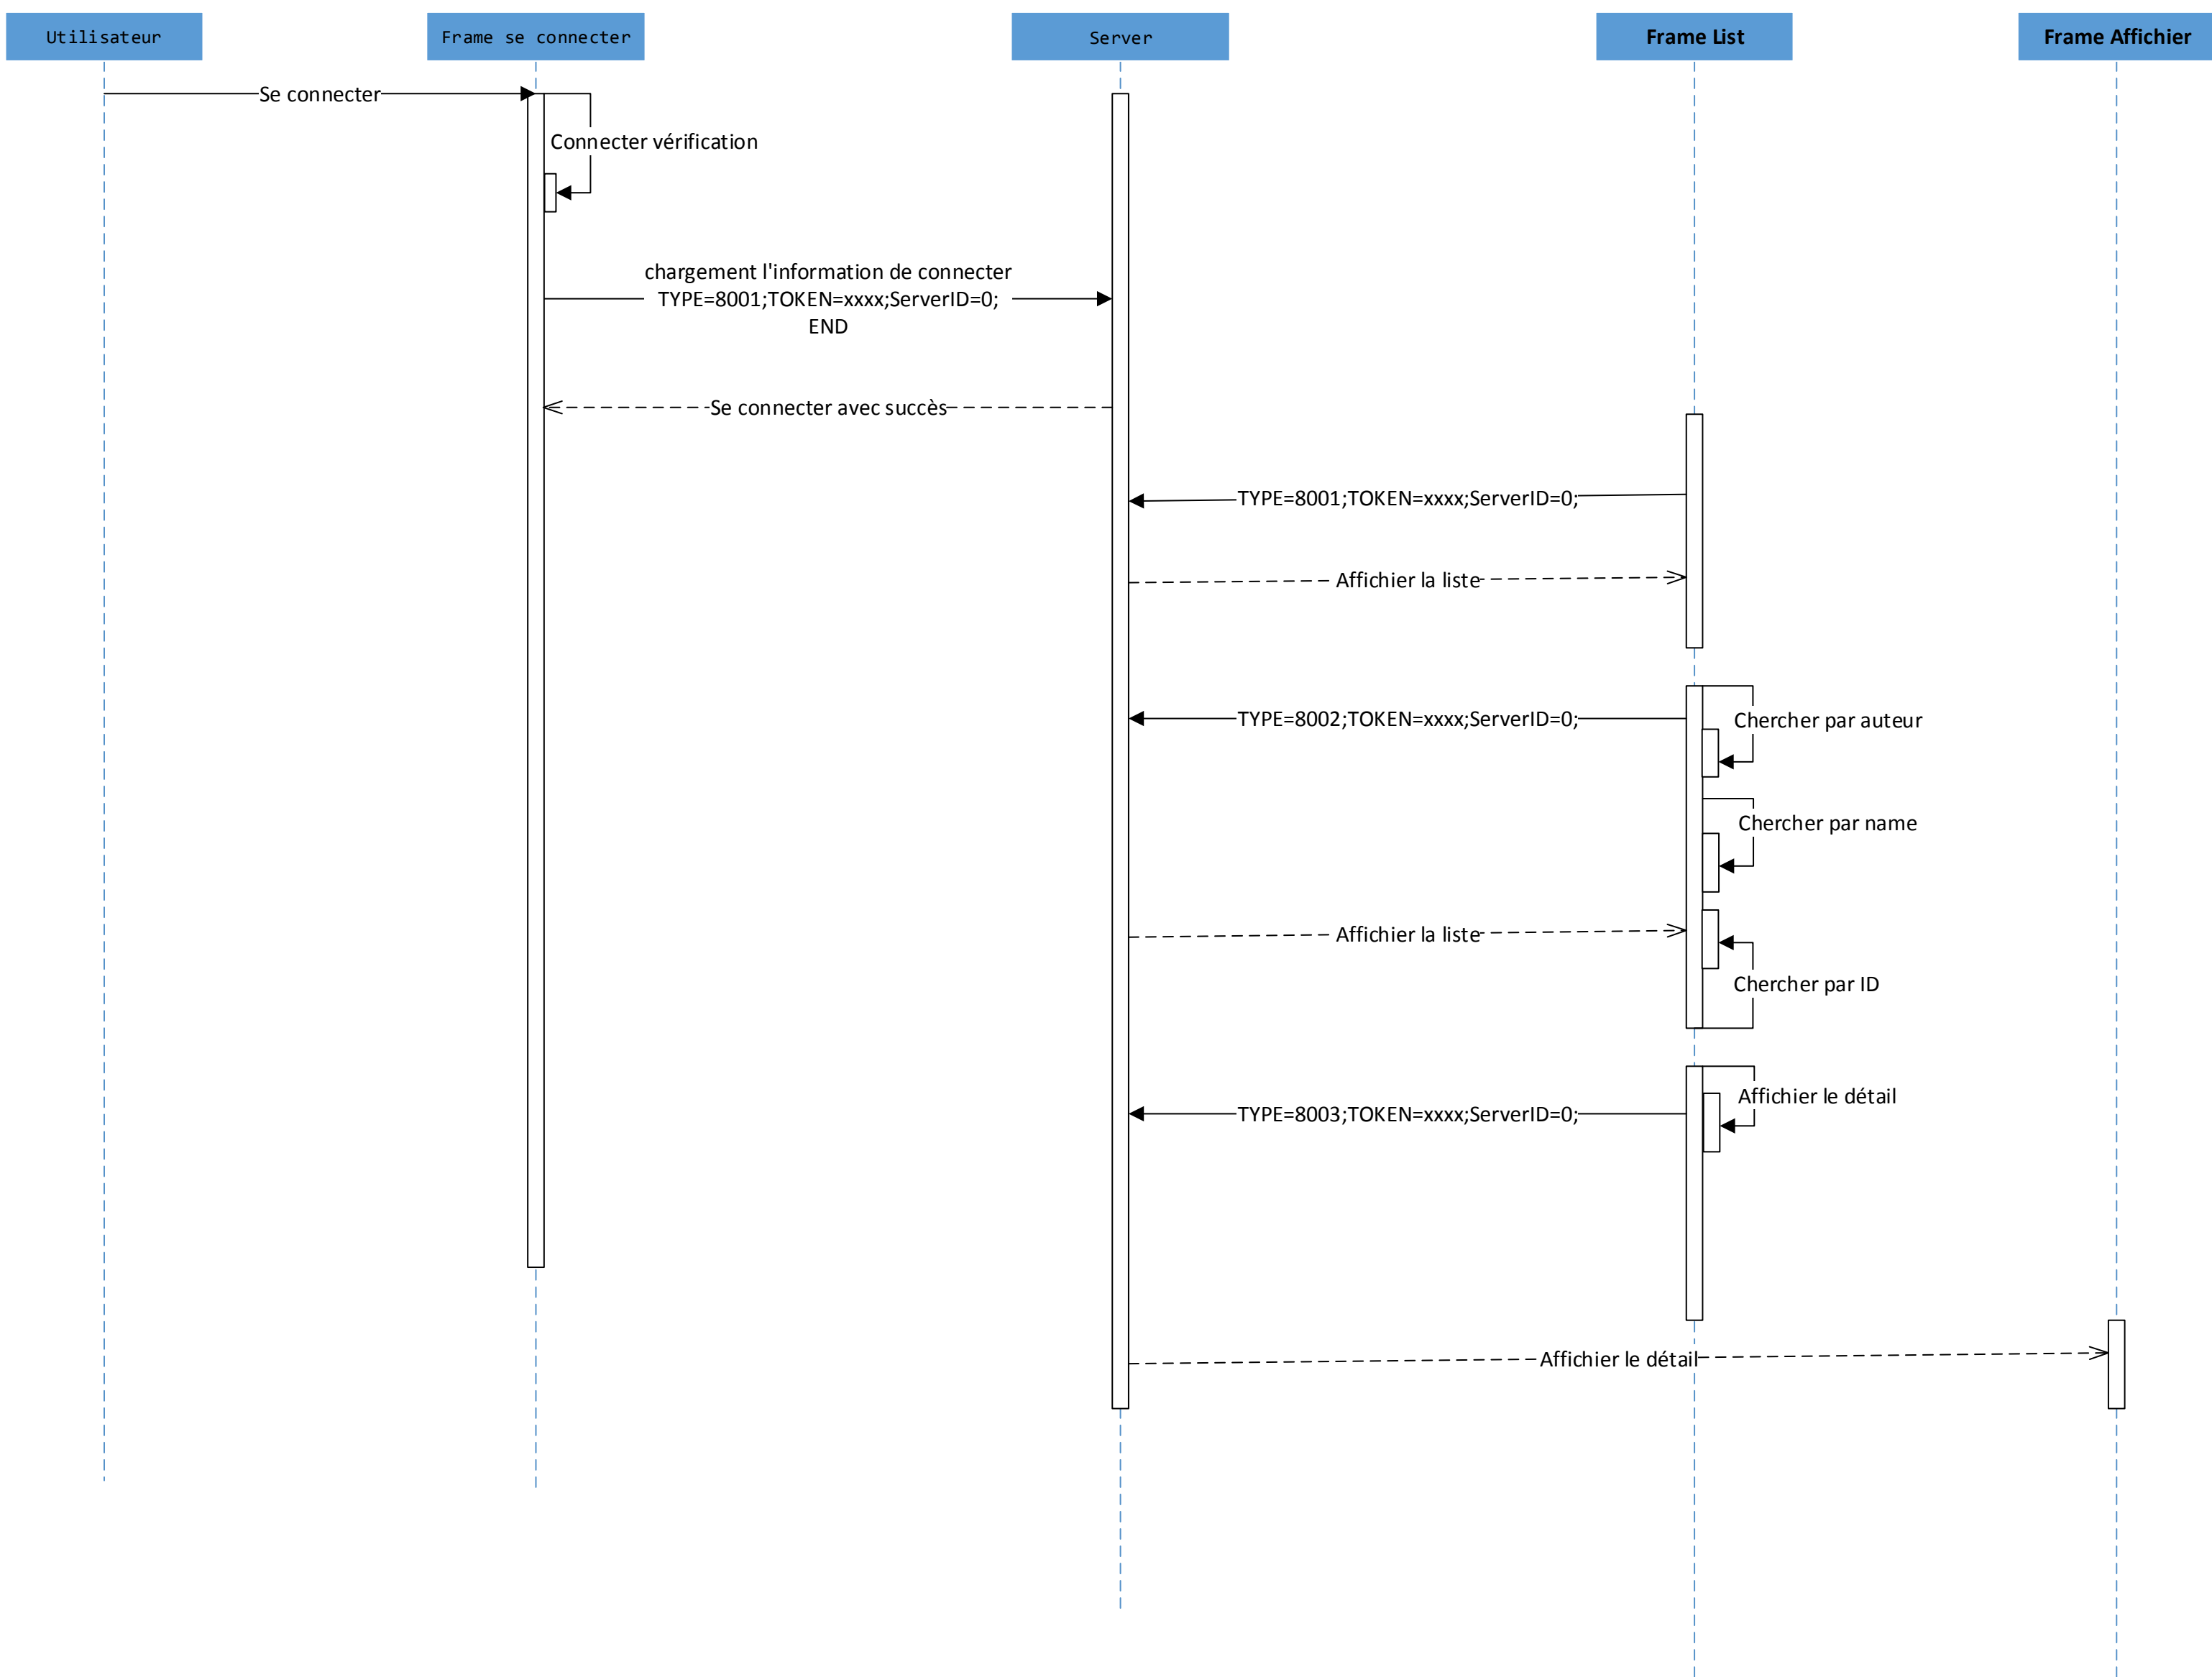 Utilisateur
Frame se connecter
Server
Frame List
Frame Affichier
Se connecter
Connecter vérification
chargement l'information de connecter
TYPE=8001;TOKEN=xxxx;ServerID=0;
END
Se connecter avec succès
TYPE=8001;TOKEN=xxxx;ServerID=0;
Affichier la liste
TYPE=8002;TOKEN=xxxx;ServerID=0;
Chercher par auteur
Chercher par name
Affichier la liste
Chercher par ID
Affichier le détail
TYPE=8003;TOKEN=xxxx;ServerID=0;
Affichier le détail